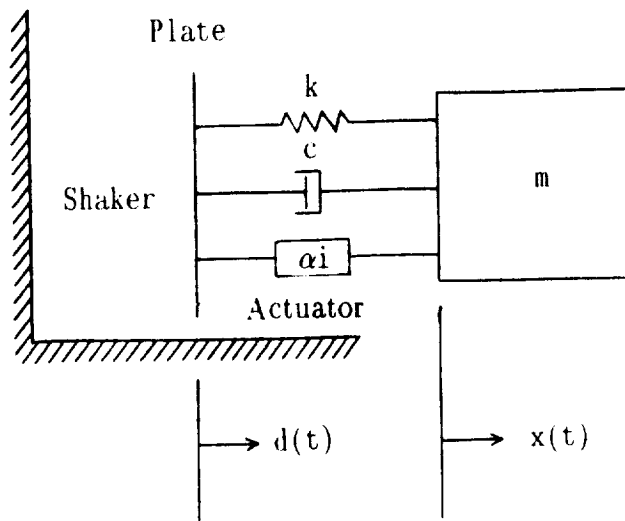 Plate
k
c
Shaker
m
αi
Actuator
d(t)
x(t)